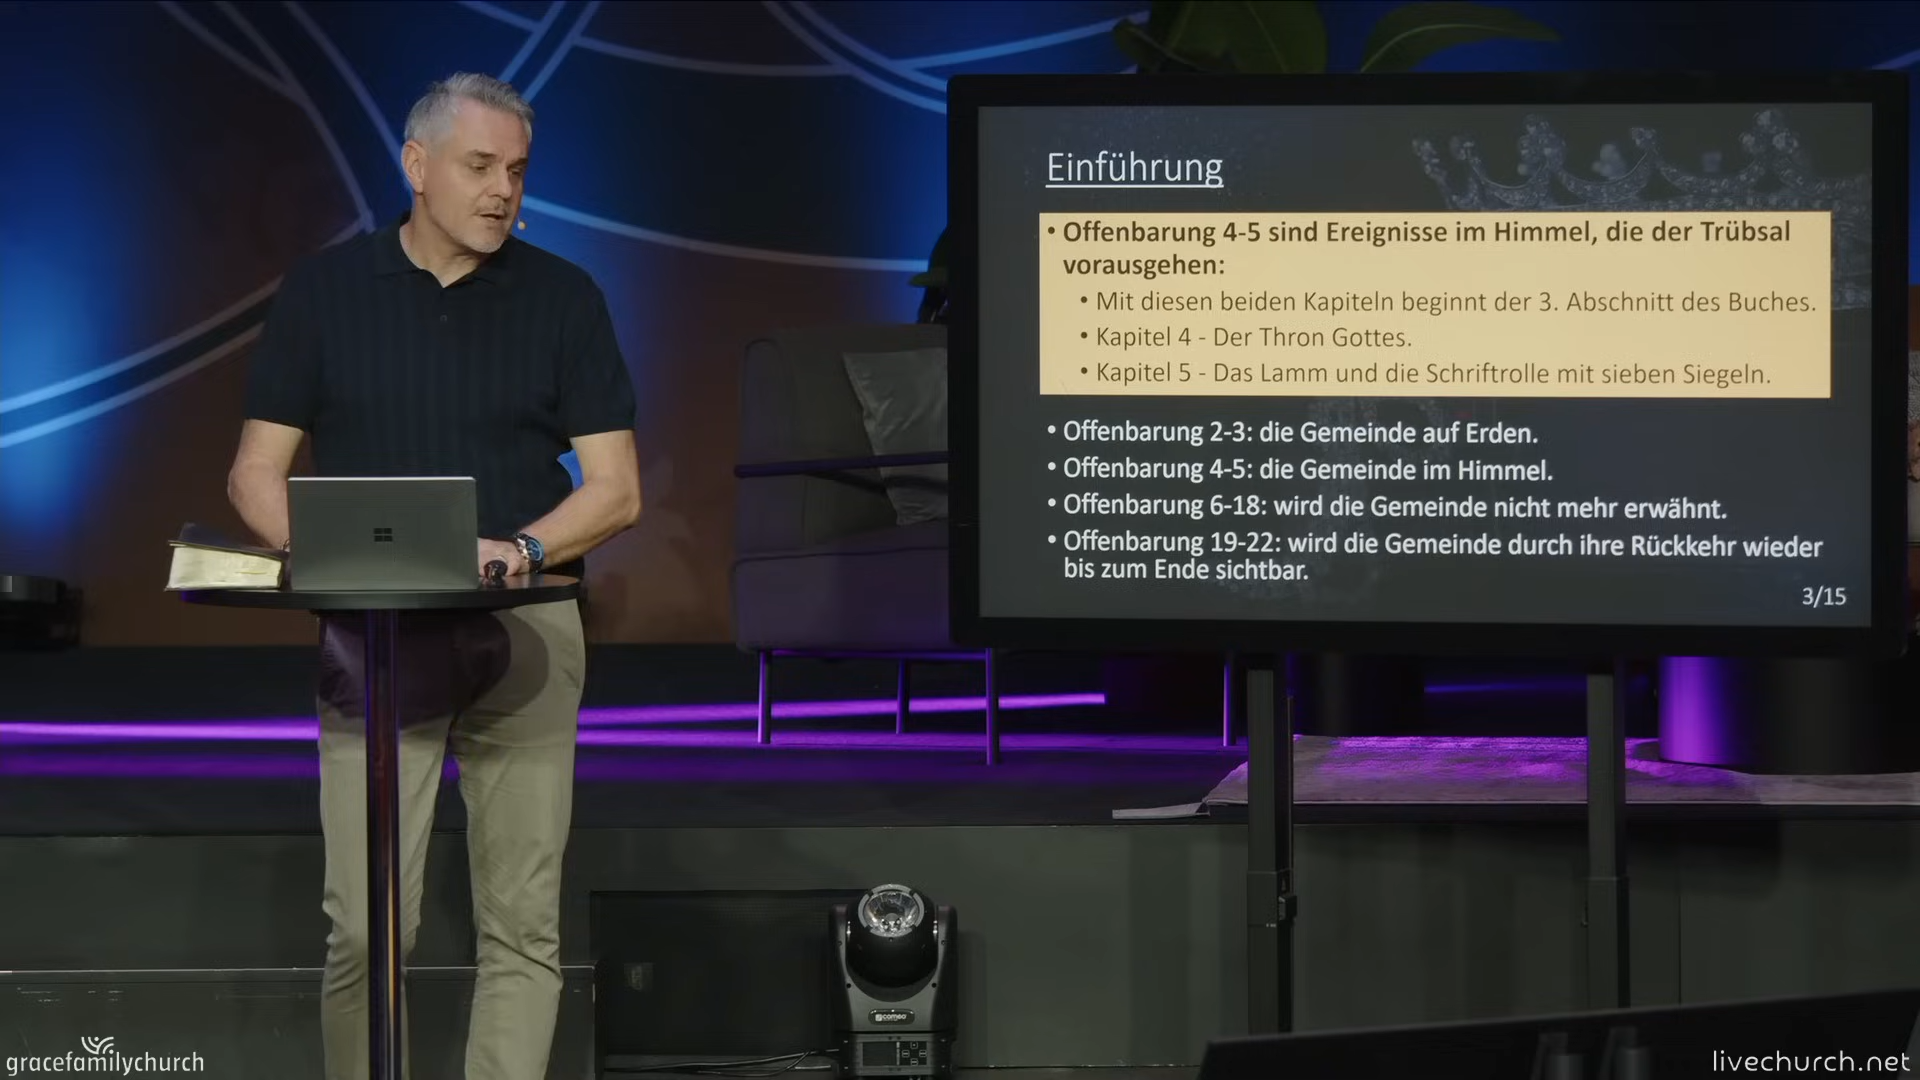 Einführung
• Offenbarung 4-5 sind Ereignisse im Himmel, die der Trübsal
vorausgehen:
• Mit diesen beiden Kapiteln beginnt der 3. Abschnitt des Buches.
• Kapitel 4 - Der Thron Gottes.
• Kapitel 5 - Das Lamm und die Schriftrolle mit sieben Siegeln.
• Offenbarung 2-3: die Gemeinde auf Erden.
• Offenbarung 4-5: die Gemeinde im Himmel.
• Offenbarung 6-18: wird die Gemeinde nicht mehr erwähnt.
• Offenbarung 19-22: wird die Gemeinde durch ihre Rückkehr wieder
bis zum Ende sichtbar.
3/15
cameo
gracefamilychurch
livechurch.net